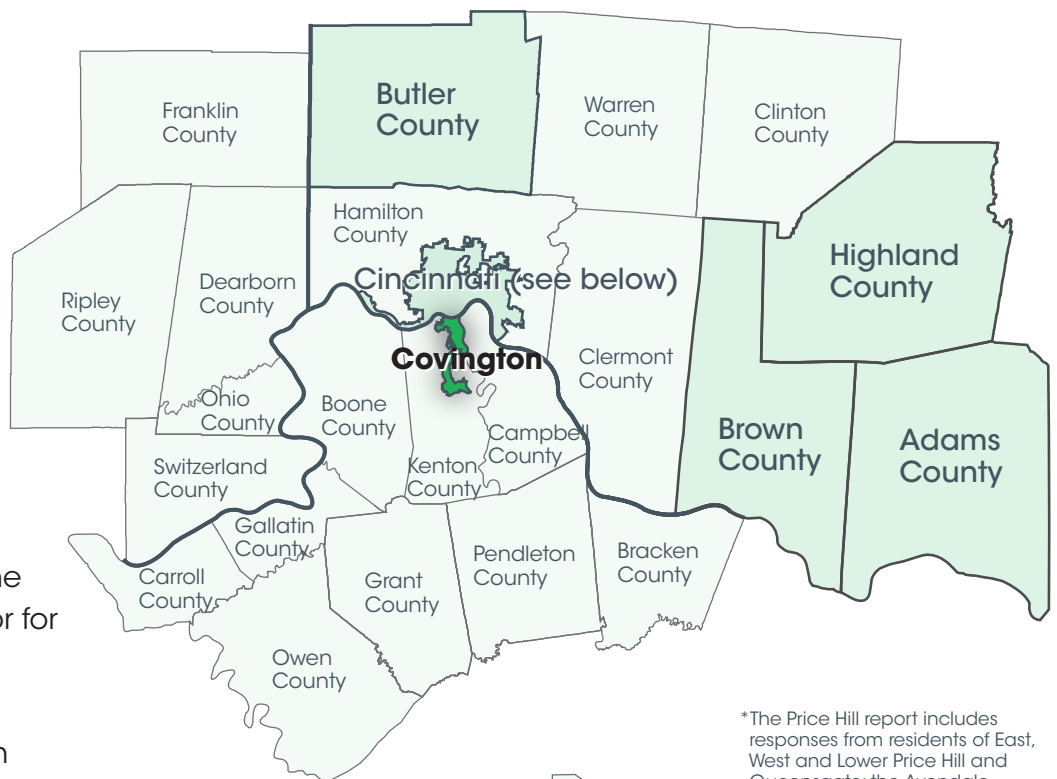 Franklin
County
Butler
County
Warren
County
Clinton
County
Hamilton
County
Highland
County
Cincinnati (see below)
Dearborn
County
Ripley
County
Covington
Clermont
County
Ohio
County
Boone
County
Brown
County
Adams
County
Campbell
County
Switzerland
County
Kenton
County
Gallatin
County
Pendleton
County
Bracken
County
Carroll
County
Grant
County
Owen
County
or for
*The Price Hill report includes
responses from residents of East,
West and Lower Price Hill and